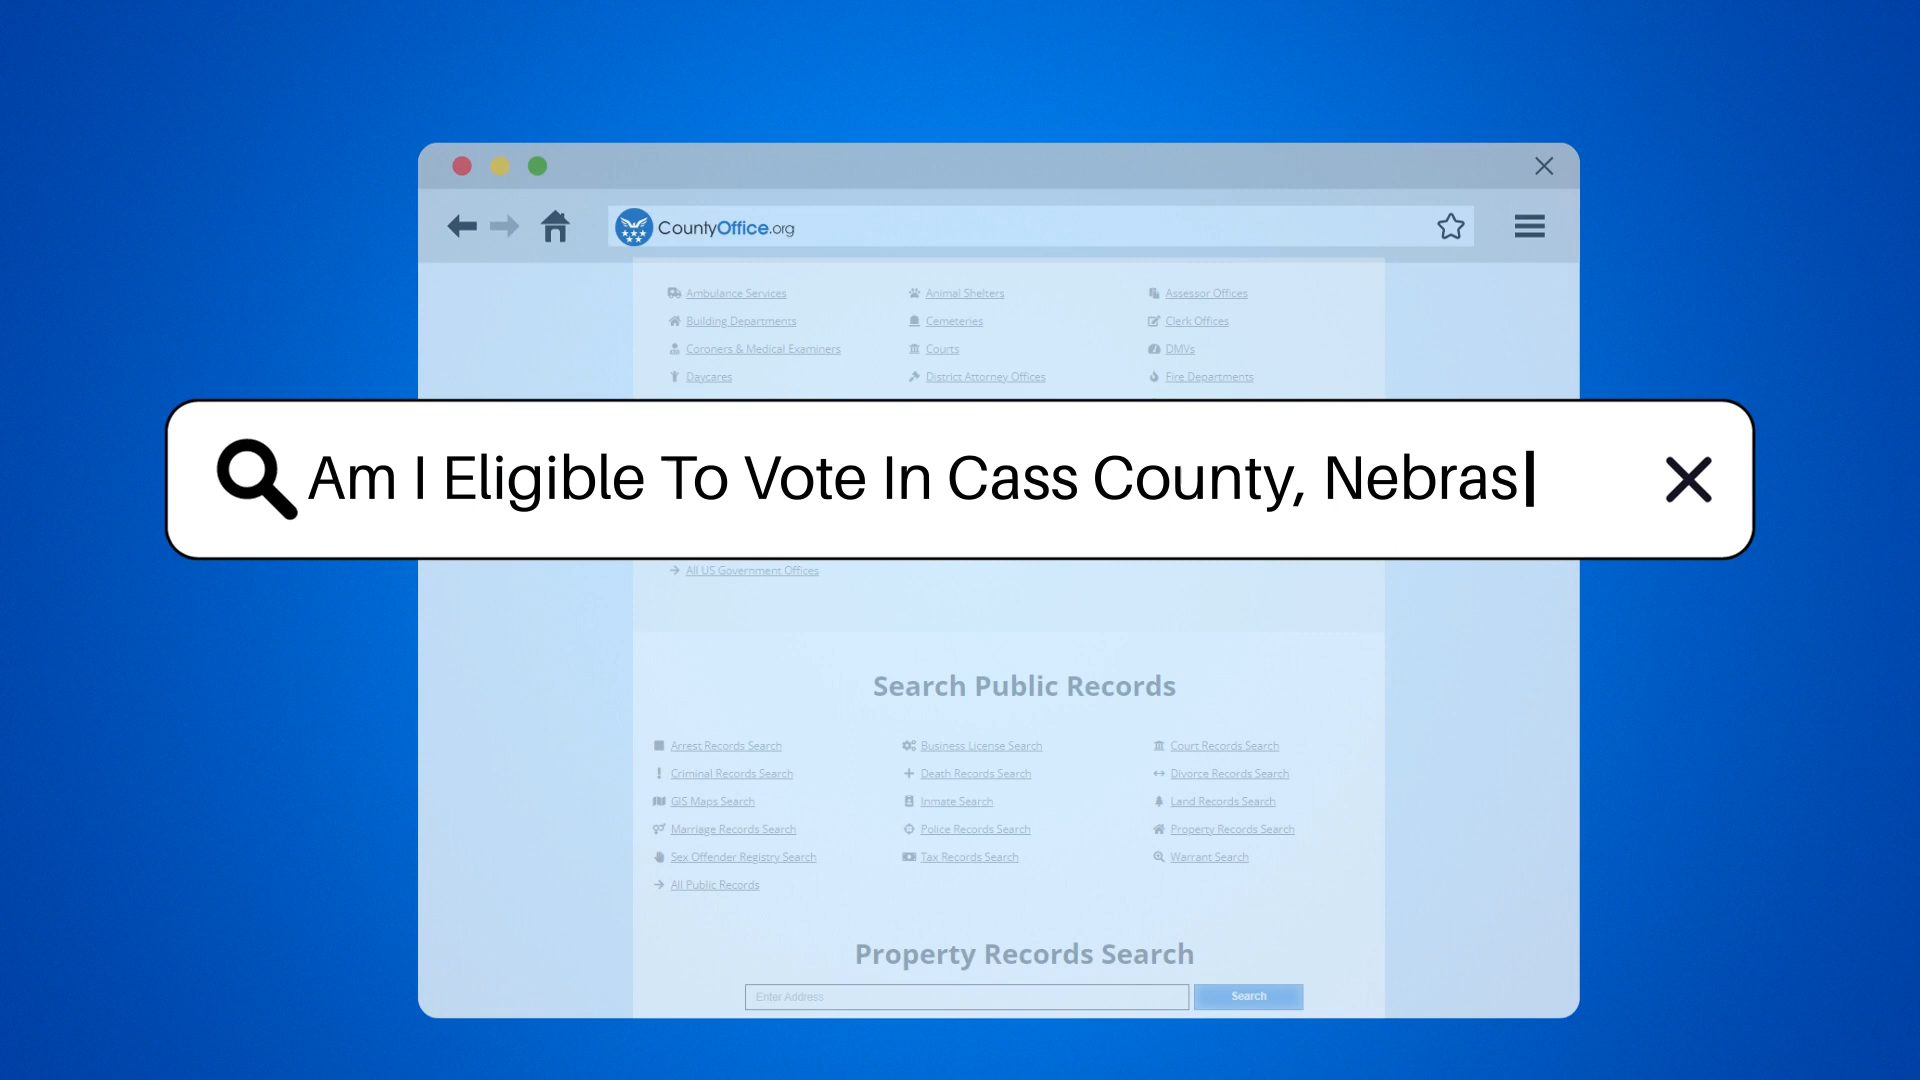 CountyOffice.org
Ambulance Services Animal Shelters Assessor Offices
Building Departments Cemeteries Clerk Offices
Coroners & Medical Examiners Courts DMVs
Daycares District Attorney Offices Fire Departments
Am I Eligible To Vote In Cass County, Nebras
All US Government Offices
Search Public Records
Arrest Records Search Business License Search Court Records Search
Criminal Records Search Death Records Search Divorce Records Search
GIS Maps Search Inmate Search Land Records Search
Marriage Records Search Police Records Search Property Records Search
Sex Offender Registry Search Tax Records Search Warrant Search
All Public Records
Property Records Search
Enter Address Search